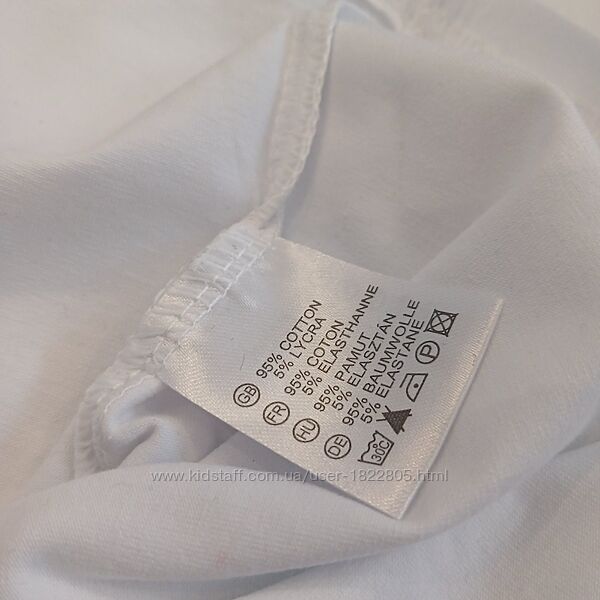 GB 95% COTTON
5% LYCRA
FR 95% COTON
5% ELASTHANNE
HU 95% PAMUT
5% ELASZTÁN
DE 95% BAUMWOLLE
5% ELASTANE
30C P
www.kidstaff.com.ua/user-1822805.html